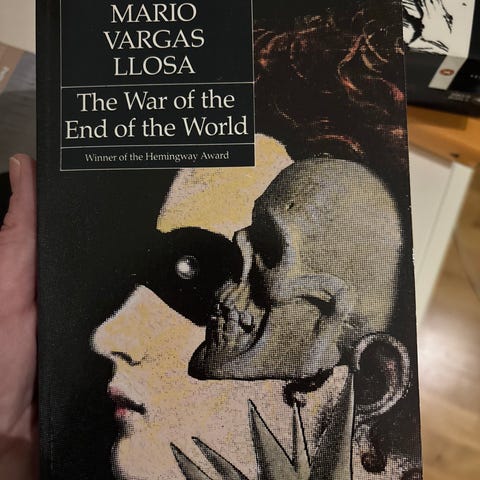 MARIO
VARGAS
LLOSA
The War of the
End of the World
Winner of the Hemingway Award